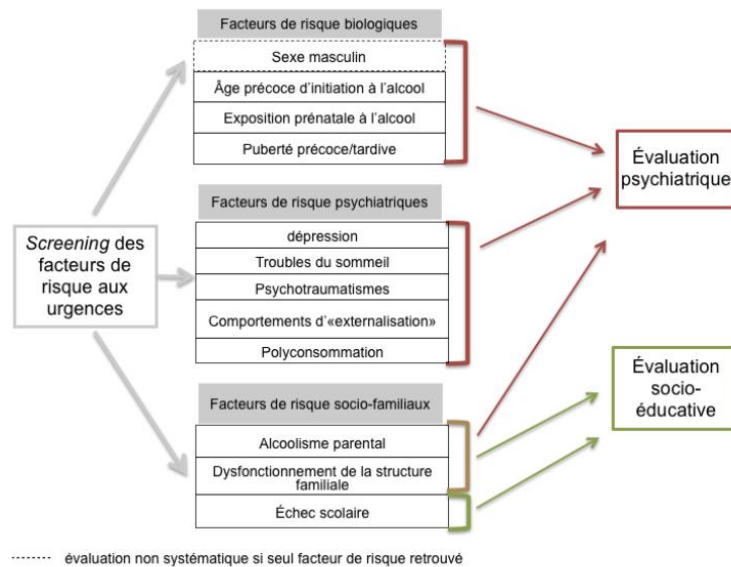 Facteurs de risque biologiques
Sexe masculin
Âge précoce d'initiation à l'alcool
Exposition prénatale à l'alcool
Puberté précoce/tardive
Évaluation
psychiatrique
Facteurs de risque psychiatriques
dépression
Troubles du sommeil
Psychotraumatismes
Comportements d'«externalisation»
Polyconsommation
Screening des
facteurs de
risque aux
urgences
Évaluation
socio-
éducative
Facteurs de risque socio-familiaux
Alcoolisme parental
Dysfonctionnement de la structure
familiale
Échec scolaire
évaluation non systématique si seul facteur de risque retrouvé